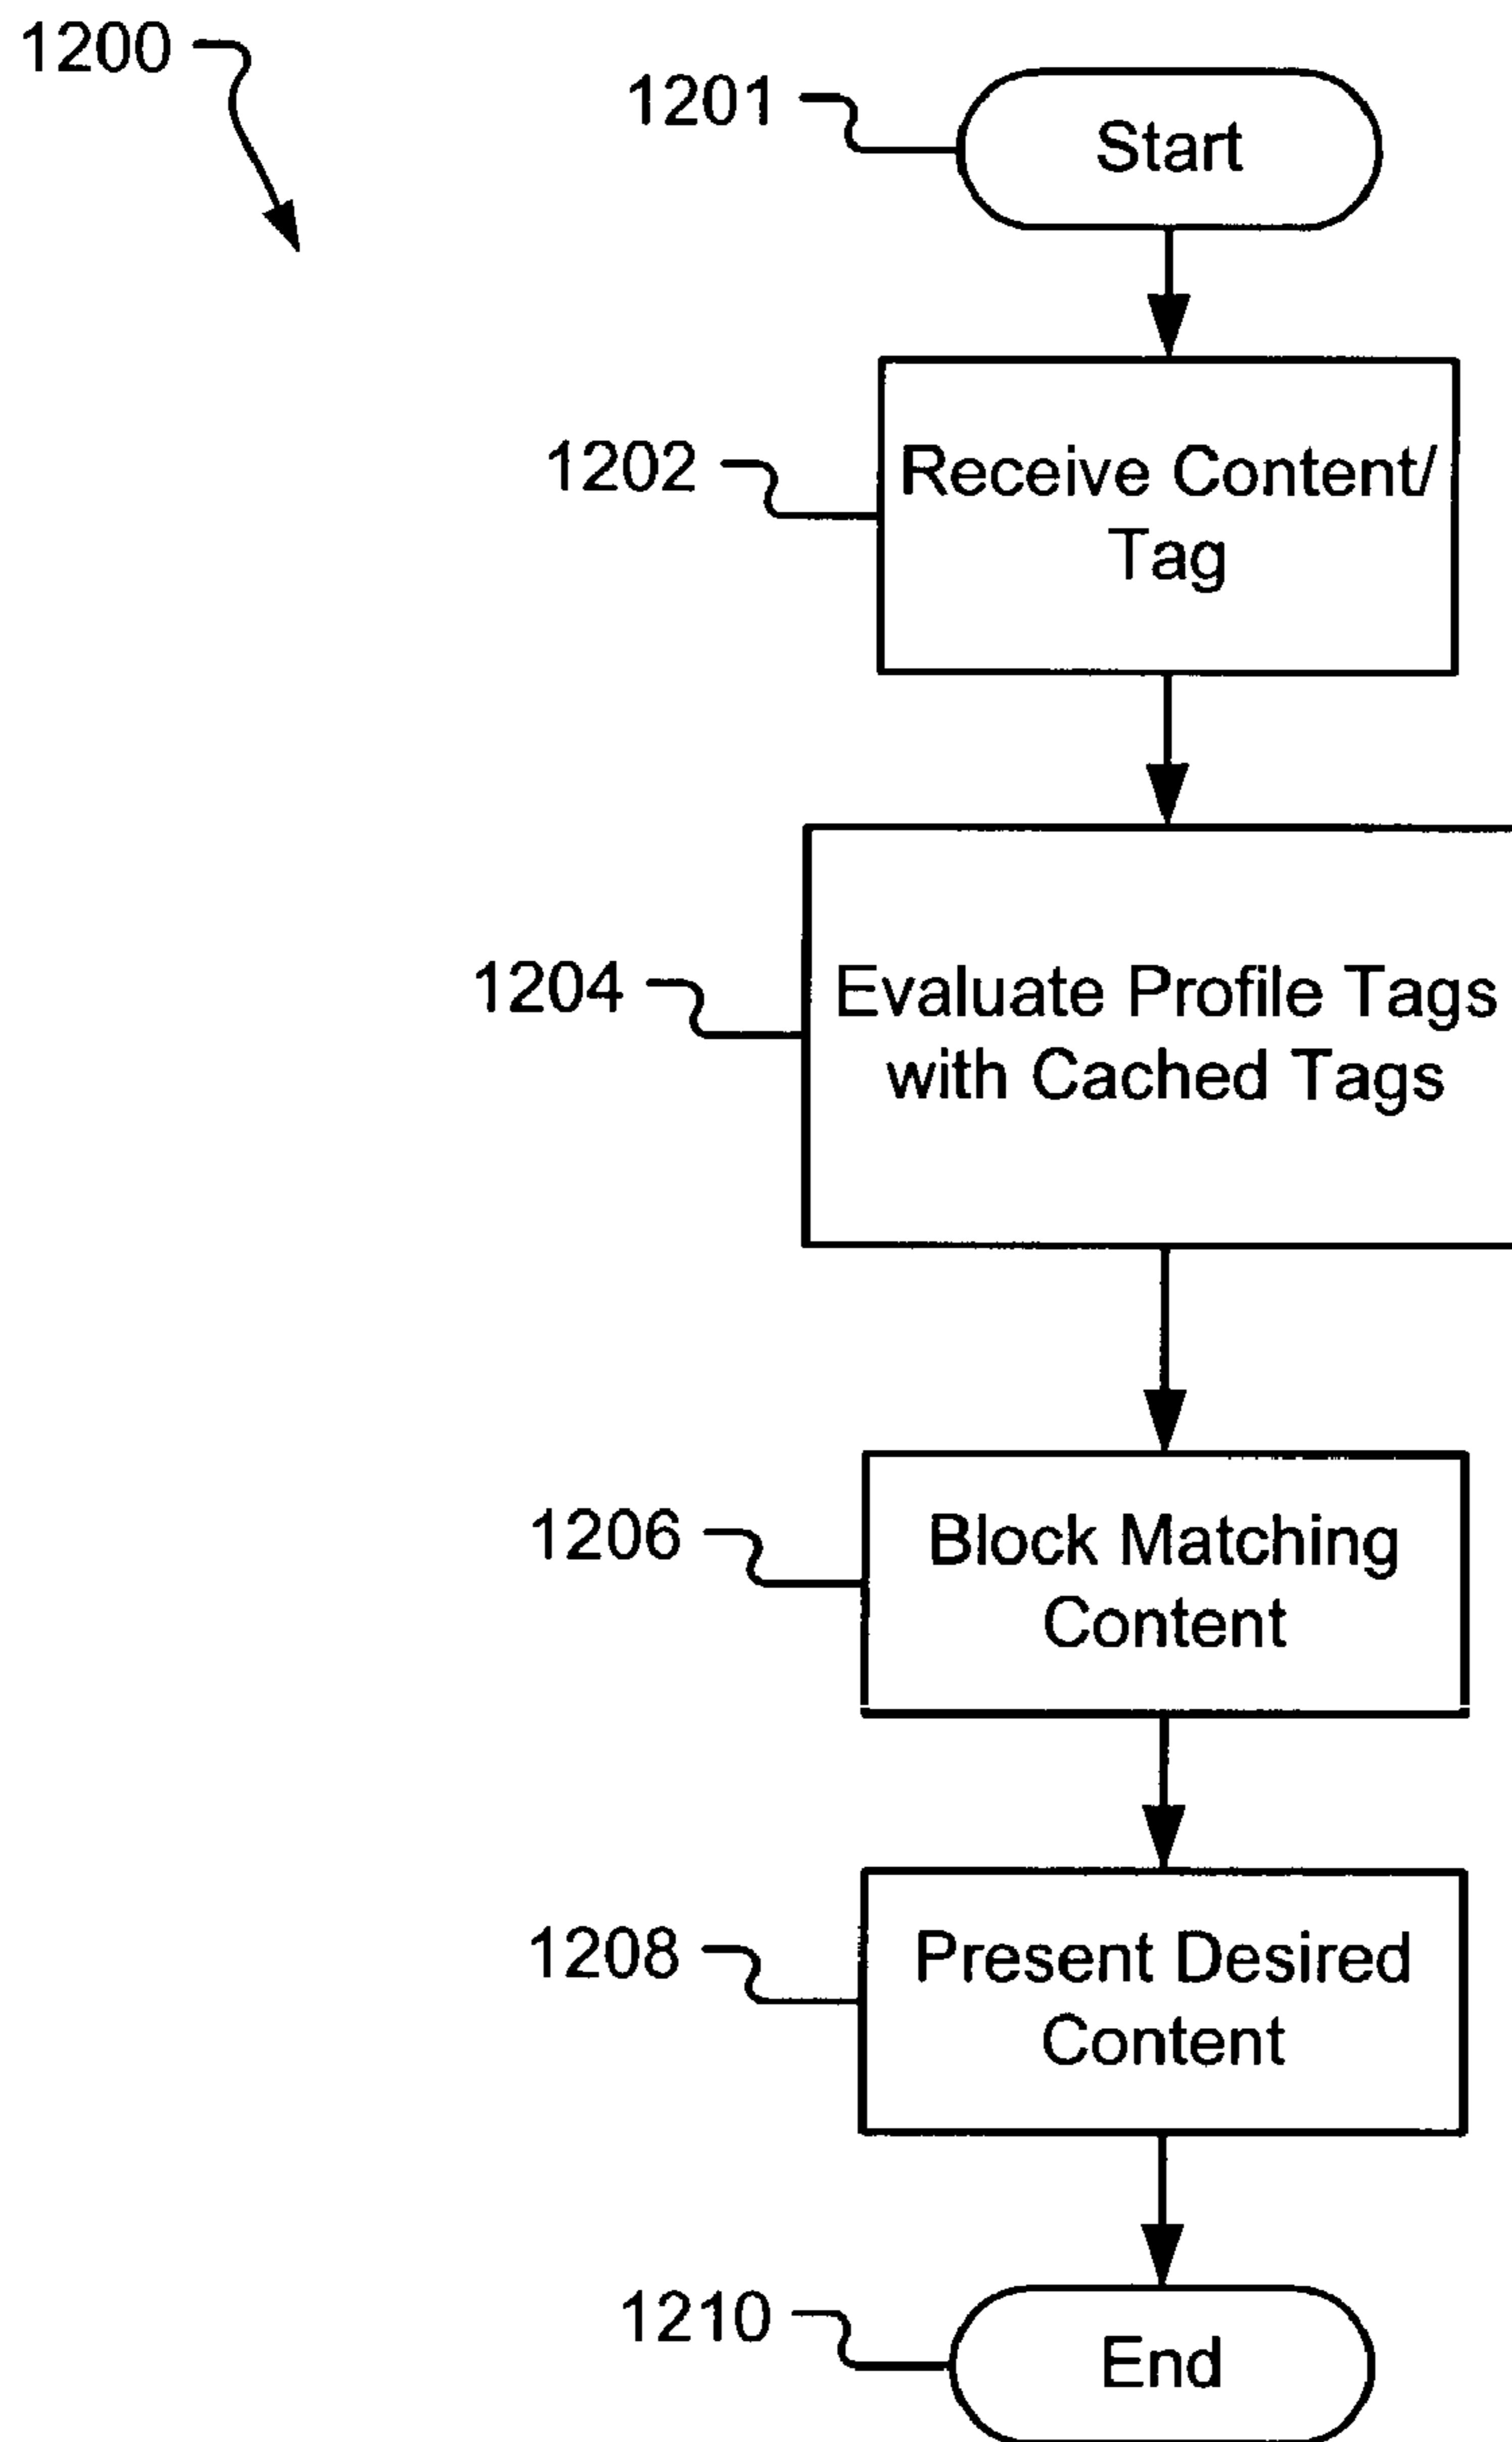 1200
1201
Start
1202
Receive Content/
Tag
1204
Evaluate Profile Tags
with Cached Tags
1206
Block Matching
Content
1208
Present Desired
Content
1210
End